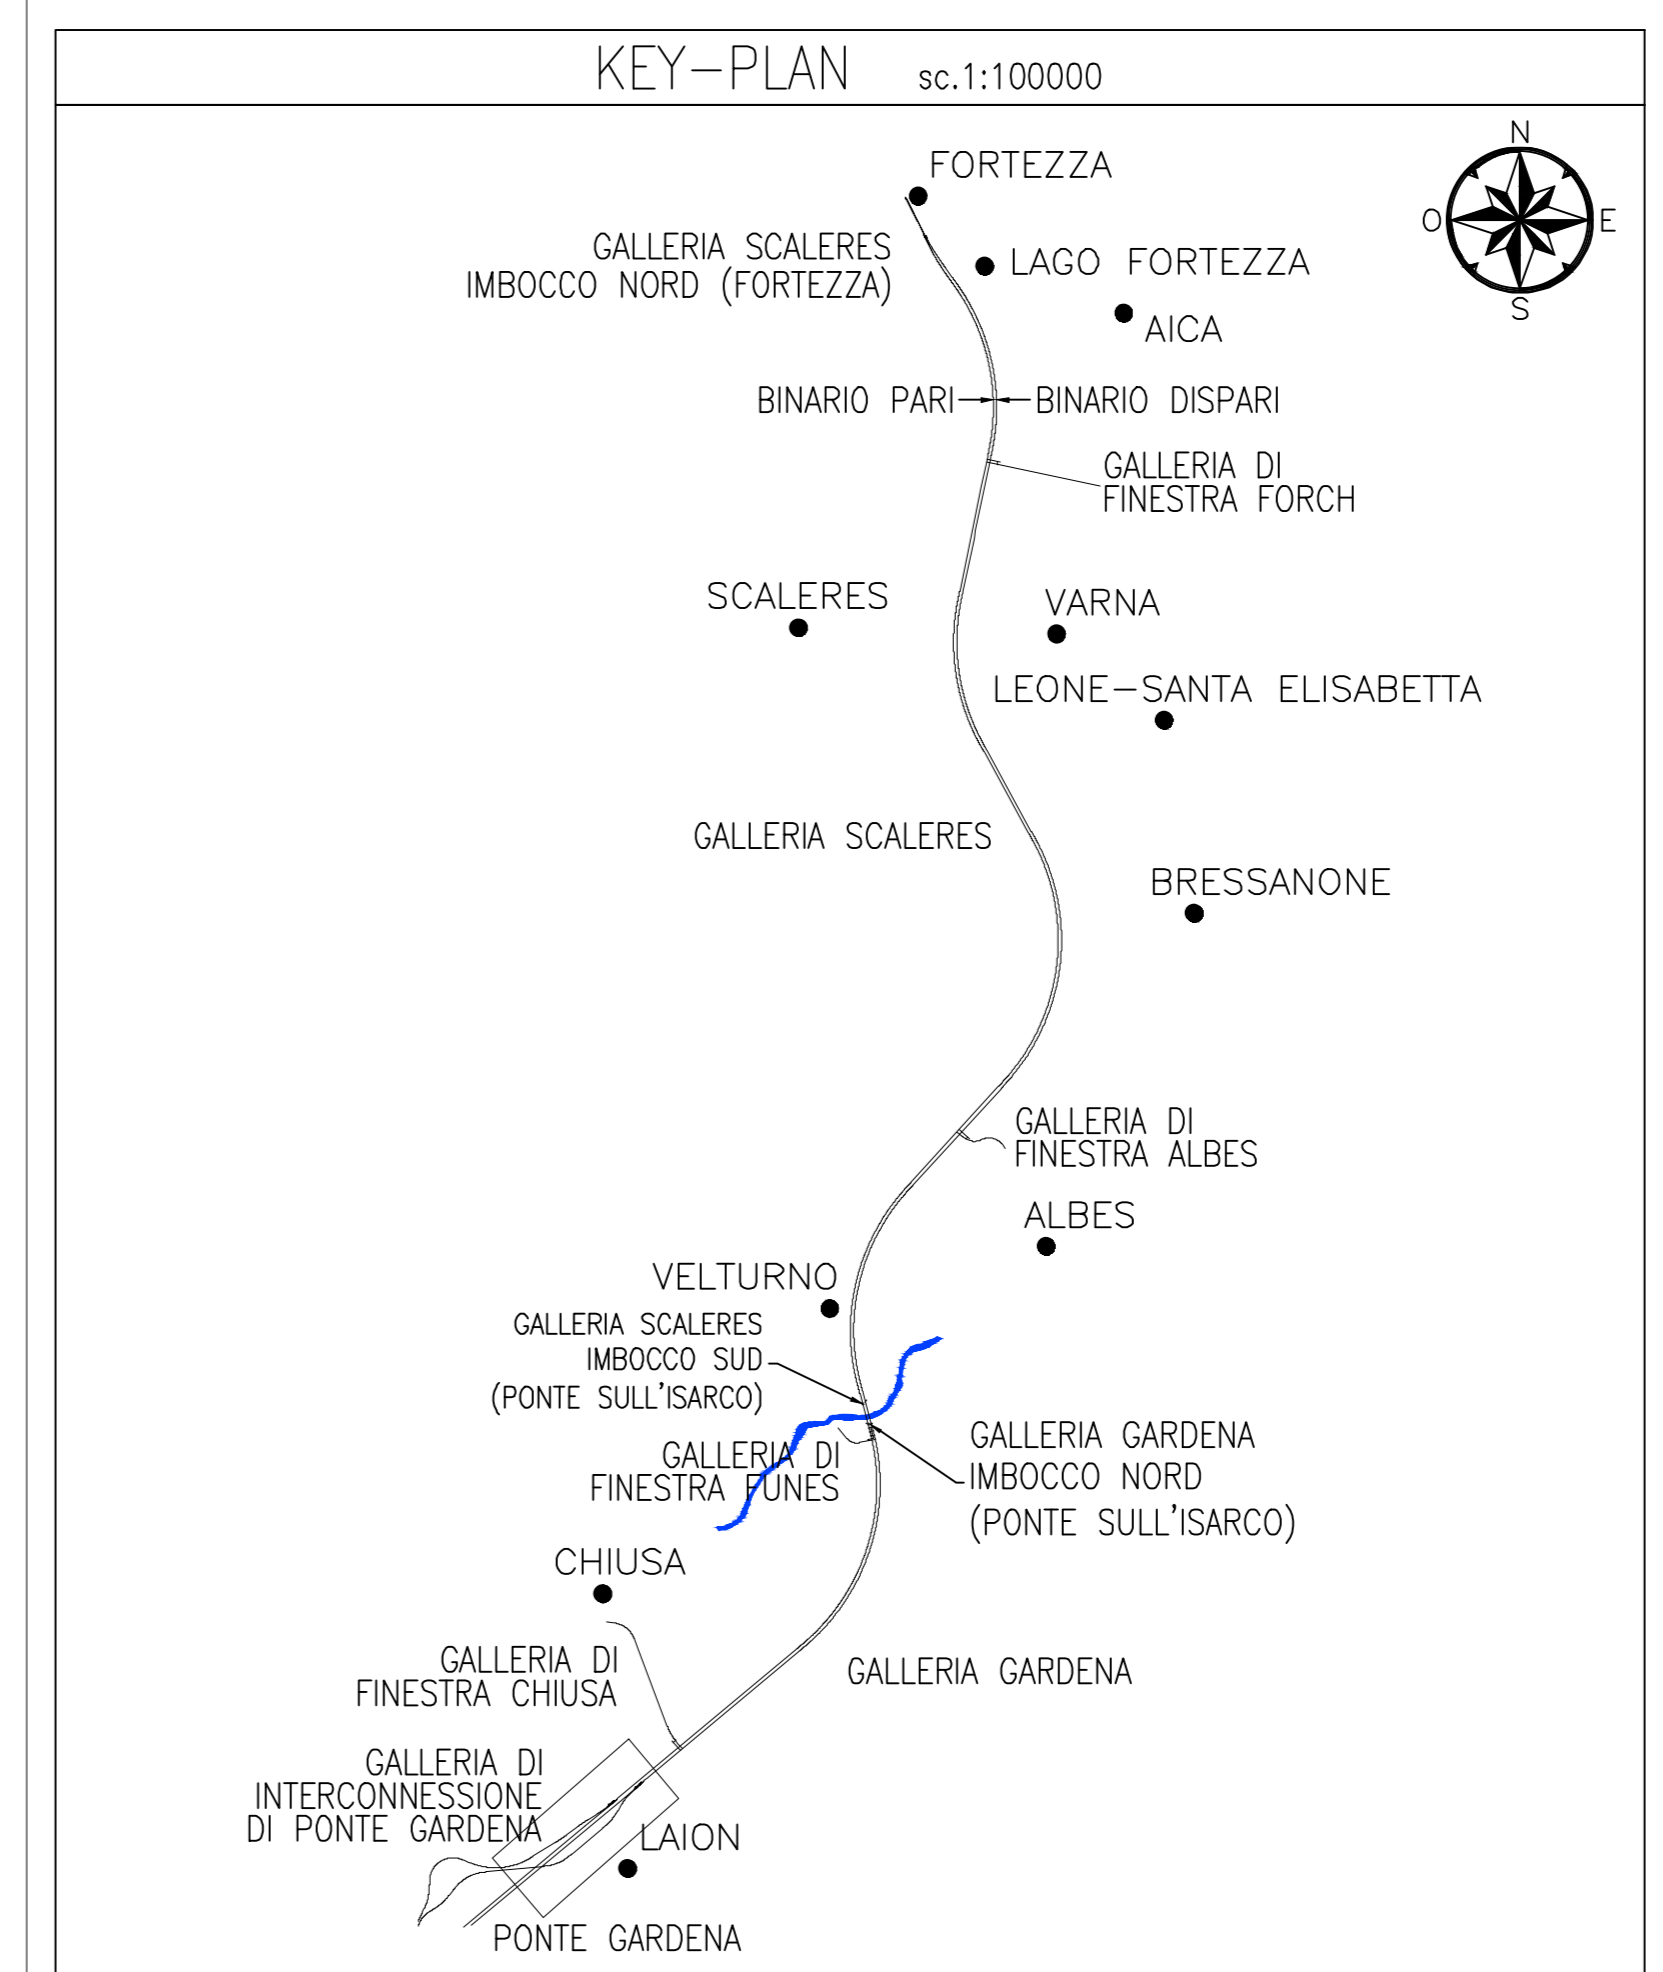 KEY-PLAN sc.1:100000
N
O
E
S
FORTEZZA
GALLERIA SCALERES
IMBOCCO NORD (FORTEZZA)
LAGO FORTEZZA
AICA
BINARIO PARI
BINARIO DISPARI
GALLERIA DI
FINESTRA FORCH
SCALERES
VARNA
LEONE-SANTA ELISABETTA
GALLERIA SCALERES
BRESSANONE
GALLERIA DI
FINESTRA ALBES
ALBES
VELTURNO
GALLERIA SCALERES
IMBOCCO SUD
(PONTE SULL'ISARCO)
GALLERIA DI
FINESTRA FUNES
GALLERIA GARDENA
IMBOCCO NORD
(PONTE SULL'ISARCO)
CHIUSA
GALLERIA DI
FINESTRA CHIUSA
GALLERIA GARDENA
GALLERIA DI
INTERCONNESSIONE
DI PONTE GARDENA
LAION
PONTE GARDENA